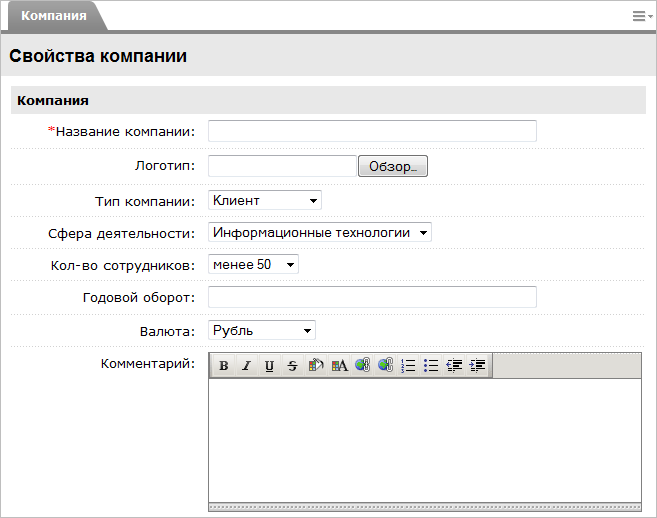 Компания
Свойства компании
Компания
*Название компании:
Логотип: Обзор...
Тип компании: Клиент
Сфера деятельности: Информационные технологии
Кол-во сотрудников: менее 50
Годовой оборот:
Валюта: Рубль
Комментарий: B I U S A